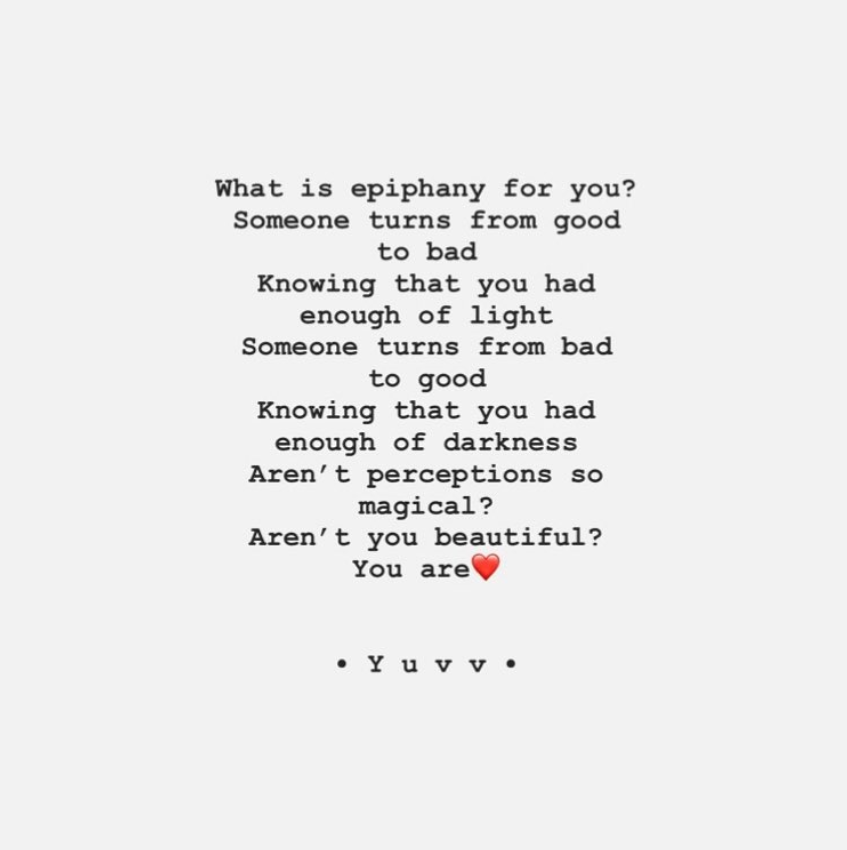 What is epiphany for you?
Someone turns from good
to bad
Knowing that you had
enough of light
Someone turns from bad
to good
Knowing that you had
enough of darkness
Aren’t perceptions so
magical?
Aren’t you beautiful?
You are❤️
• Y u v v •